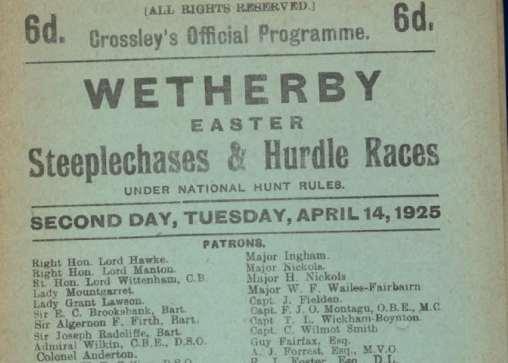 [ALL RIGHTS RESERVED.]
6d. Crossley's Official Programme. 6d.
WETHERBY
EASTER
Steeplechases & Hurdle Races
UNDER NATIONAL HUNT RULES.
SECOND DAY, TUESDAY, APRIL 14, 1925
PATRONS.
Right Hon. Lord Hawke.
Right Hon. Lord Manton.
Rt. Hon. Lord Wittenham, C.B.
Lady Mountgarret.
Lady Grant Lawson.
Sir E. C. Brooksbank, Bart.
Sir Algernon F. Firth, Bart.
Sir Joseph Radcliffe, Bart.
Admiral Wilkin, C.B.E., D.S.O.
Colonel Anderton.
D.S.O.
Major Ingham.
Major Nickols.
Major H. Nickols
Major W. F. Wailes-Fairbairn
Capt. J. Fielden.
Capt. F. J. O. Montagu, O.B.E., M.C.
Capt T. L. Wickham-Boynton.
Capt. C. Wilmot Smith
Guy Fairfax, Esq.
A. J. Forrest, Esq., M.V.O.
R. J. Foster, Esq., D.L.